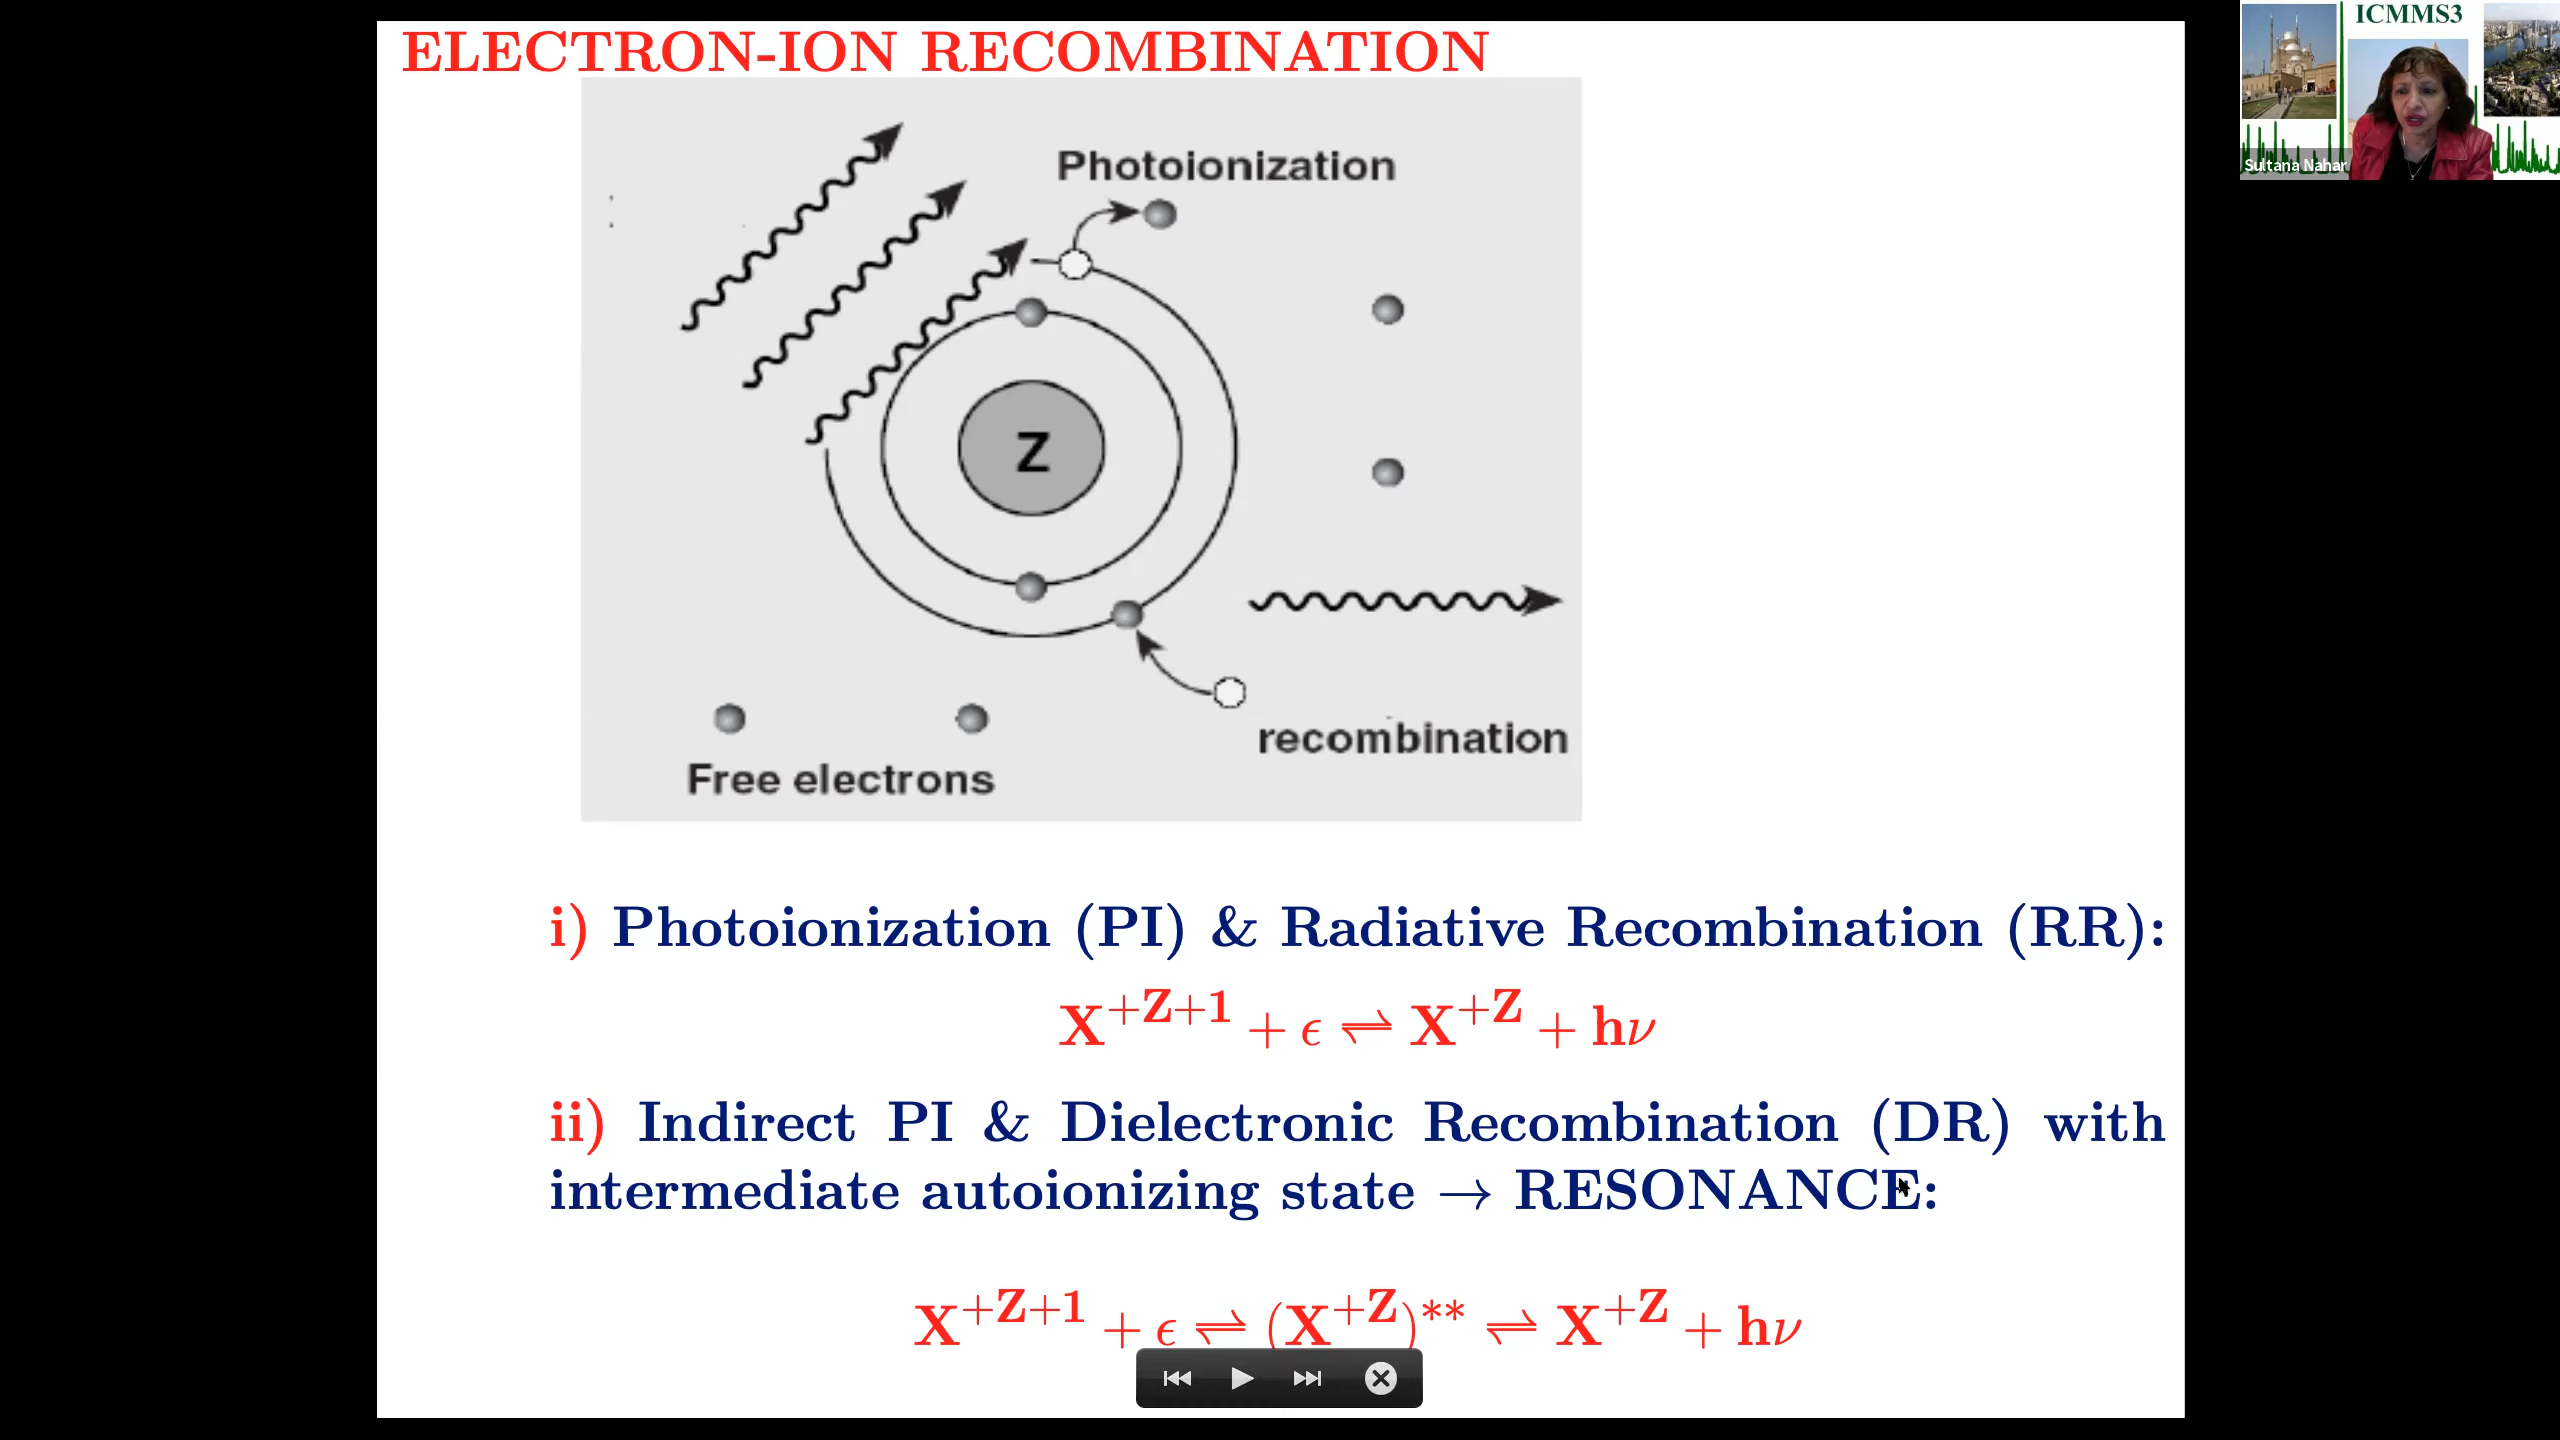 ELECTRON-ION RECOMBINATION
ICMMS3
Sultana Nahar
Photoionization
Z
recombination
Free electrons
i) Photoionization (PI) & Radiative Recombination (RR):
X^{+Z+1} + ϵ ⇌ X^{+Z} + hν
ii) Indirect PI & Dielectronic Recombination (DR) with
intermediate autoionizing state → RESONANCE:
X^{+Z+1} + ϵ ⇌ (X^{+Z})^{**} ⇌ X^{+Z} + hν